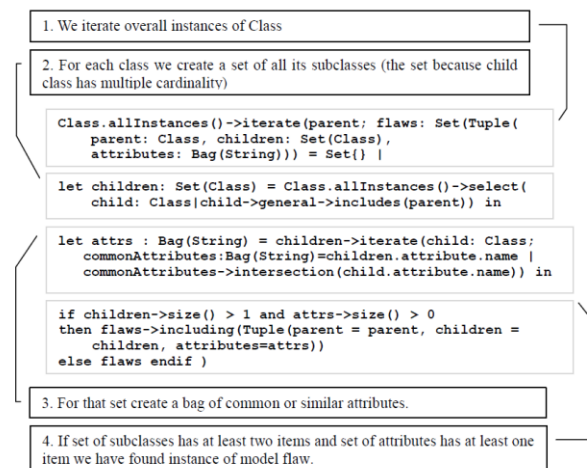 1. We iterate overall instances of Class
2. For each class we create a set of all its subclasses (the set because child
class has multiple cardinality)
Class.allInstances()->iterate(parent; flaws: Set(Tuple(
parent: Class, children: Set(Class),
attributes: Bag(String))) = Set{} |
let children: Set(Class) = Class.allInstances()->select(
child: Class|child->general->includes(parent)) in
let attrs : Bag(String) = children->iterate(child: Class;
commonAttributes:Bag(String)=children.attribute.name |
commonAttributes->intersection(child.attribute.name)) in
if children->size() > 1 and attrs->size() > 0
then flaws->including(Tuple(parent = parent, children =
children, attributes=attrs))
else flaws endif )
3. For that set create a bag of common or similar attributes.
4. If set of subclasses has at least two items and set of attributes has at least one
item we have found instance of model flaw.